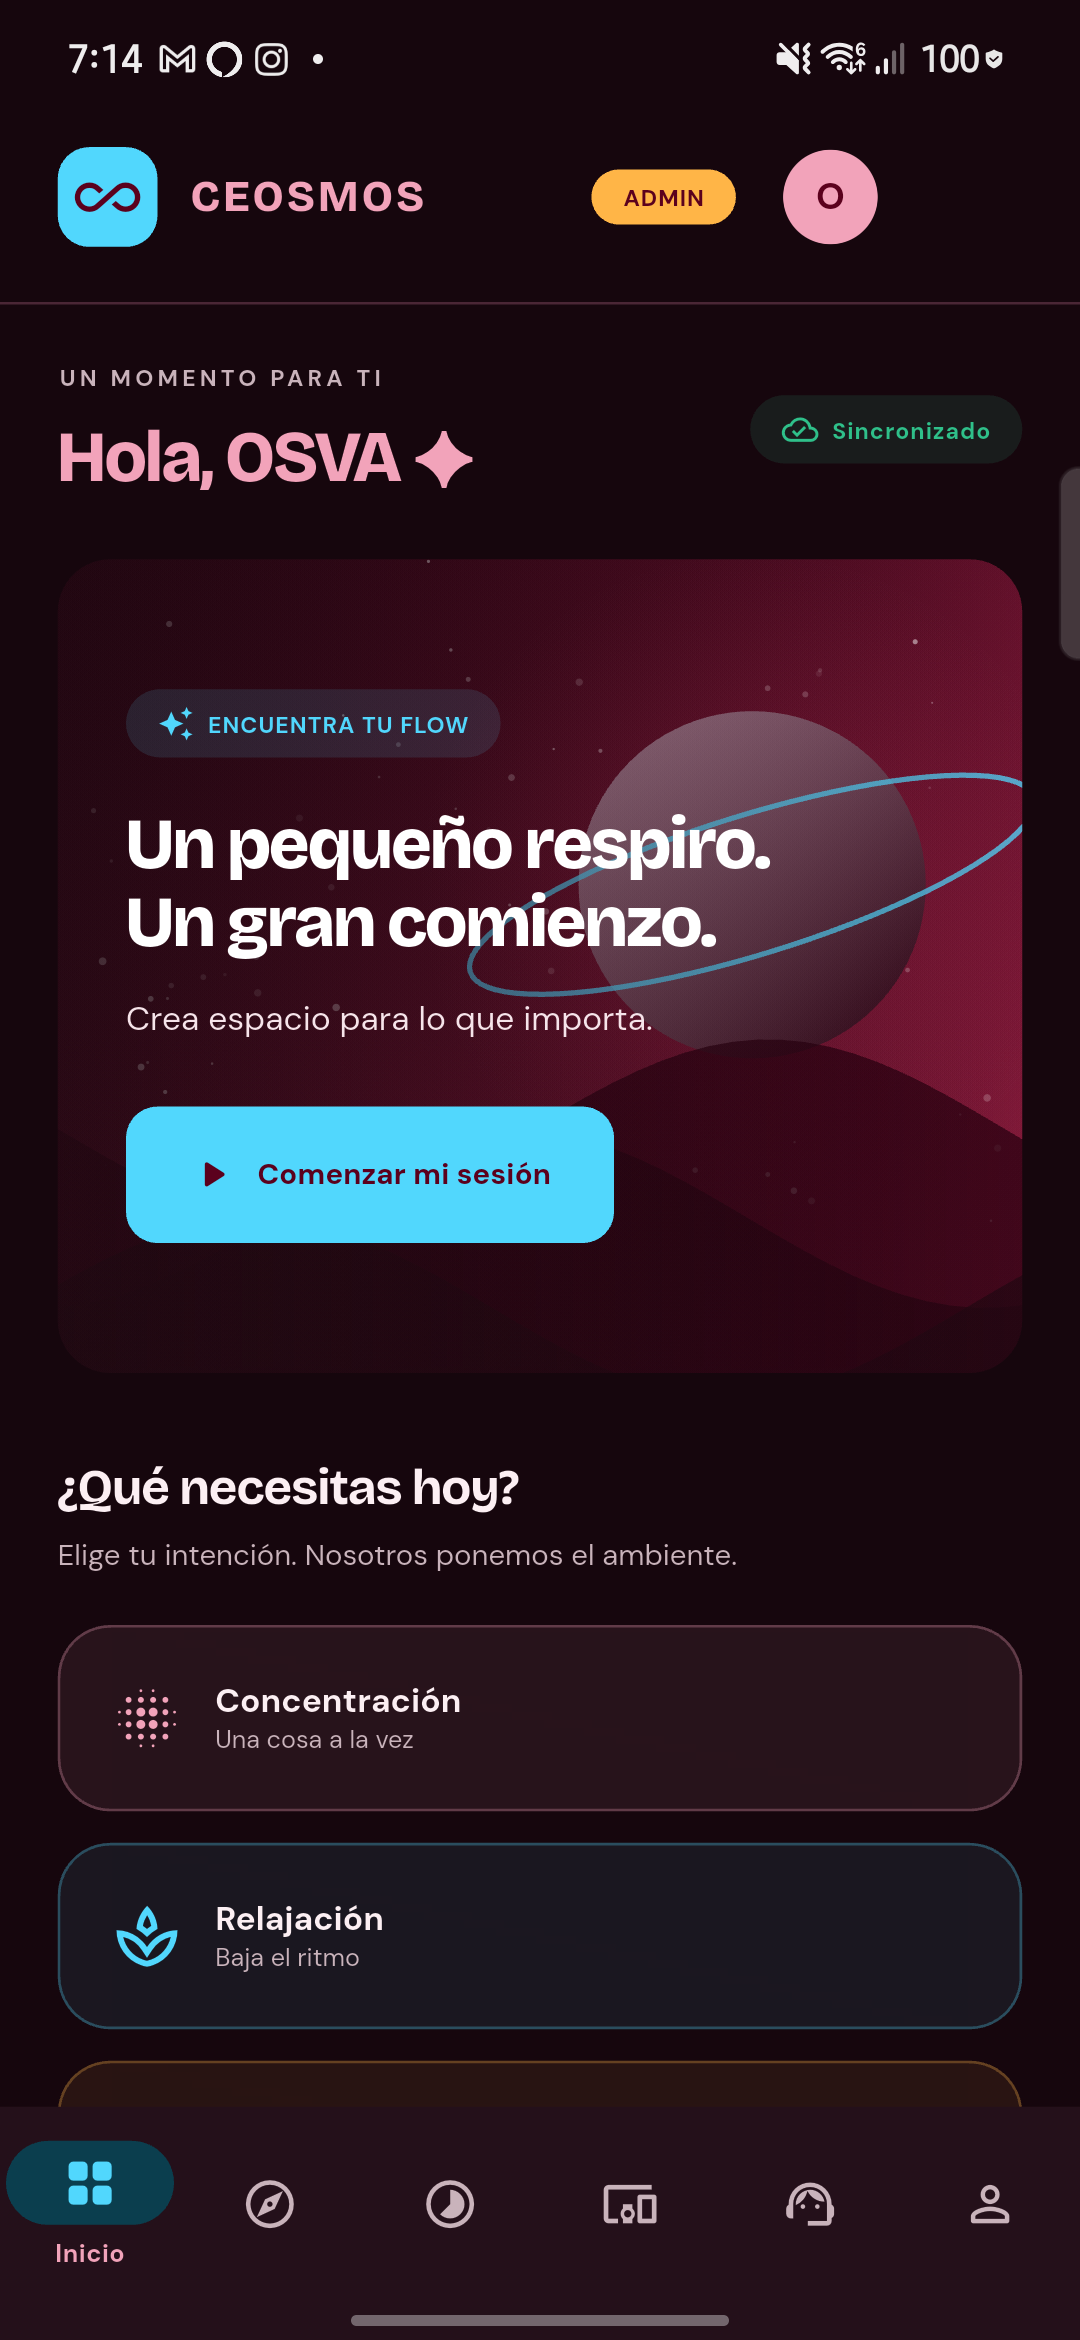 7:14
6
100
CEOSMOS
ADMIN
O
UN MOMENTO PARA TI
Hola, OSVA
Sincronizado
ENCUENTRA TU FLOW
Un pequeño respiro.
Un gran comienzo.
Crea espacio para lo que importa.
Comenzar mi sesión
¿Qué necesitas hoy?
Elige tu intención. Nosotros ponemos el ambiente.
Concentración
Una cosa a la vez
Relajación
Baja el ritmo
Inicio